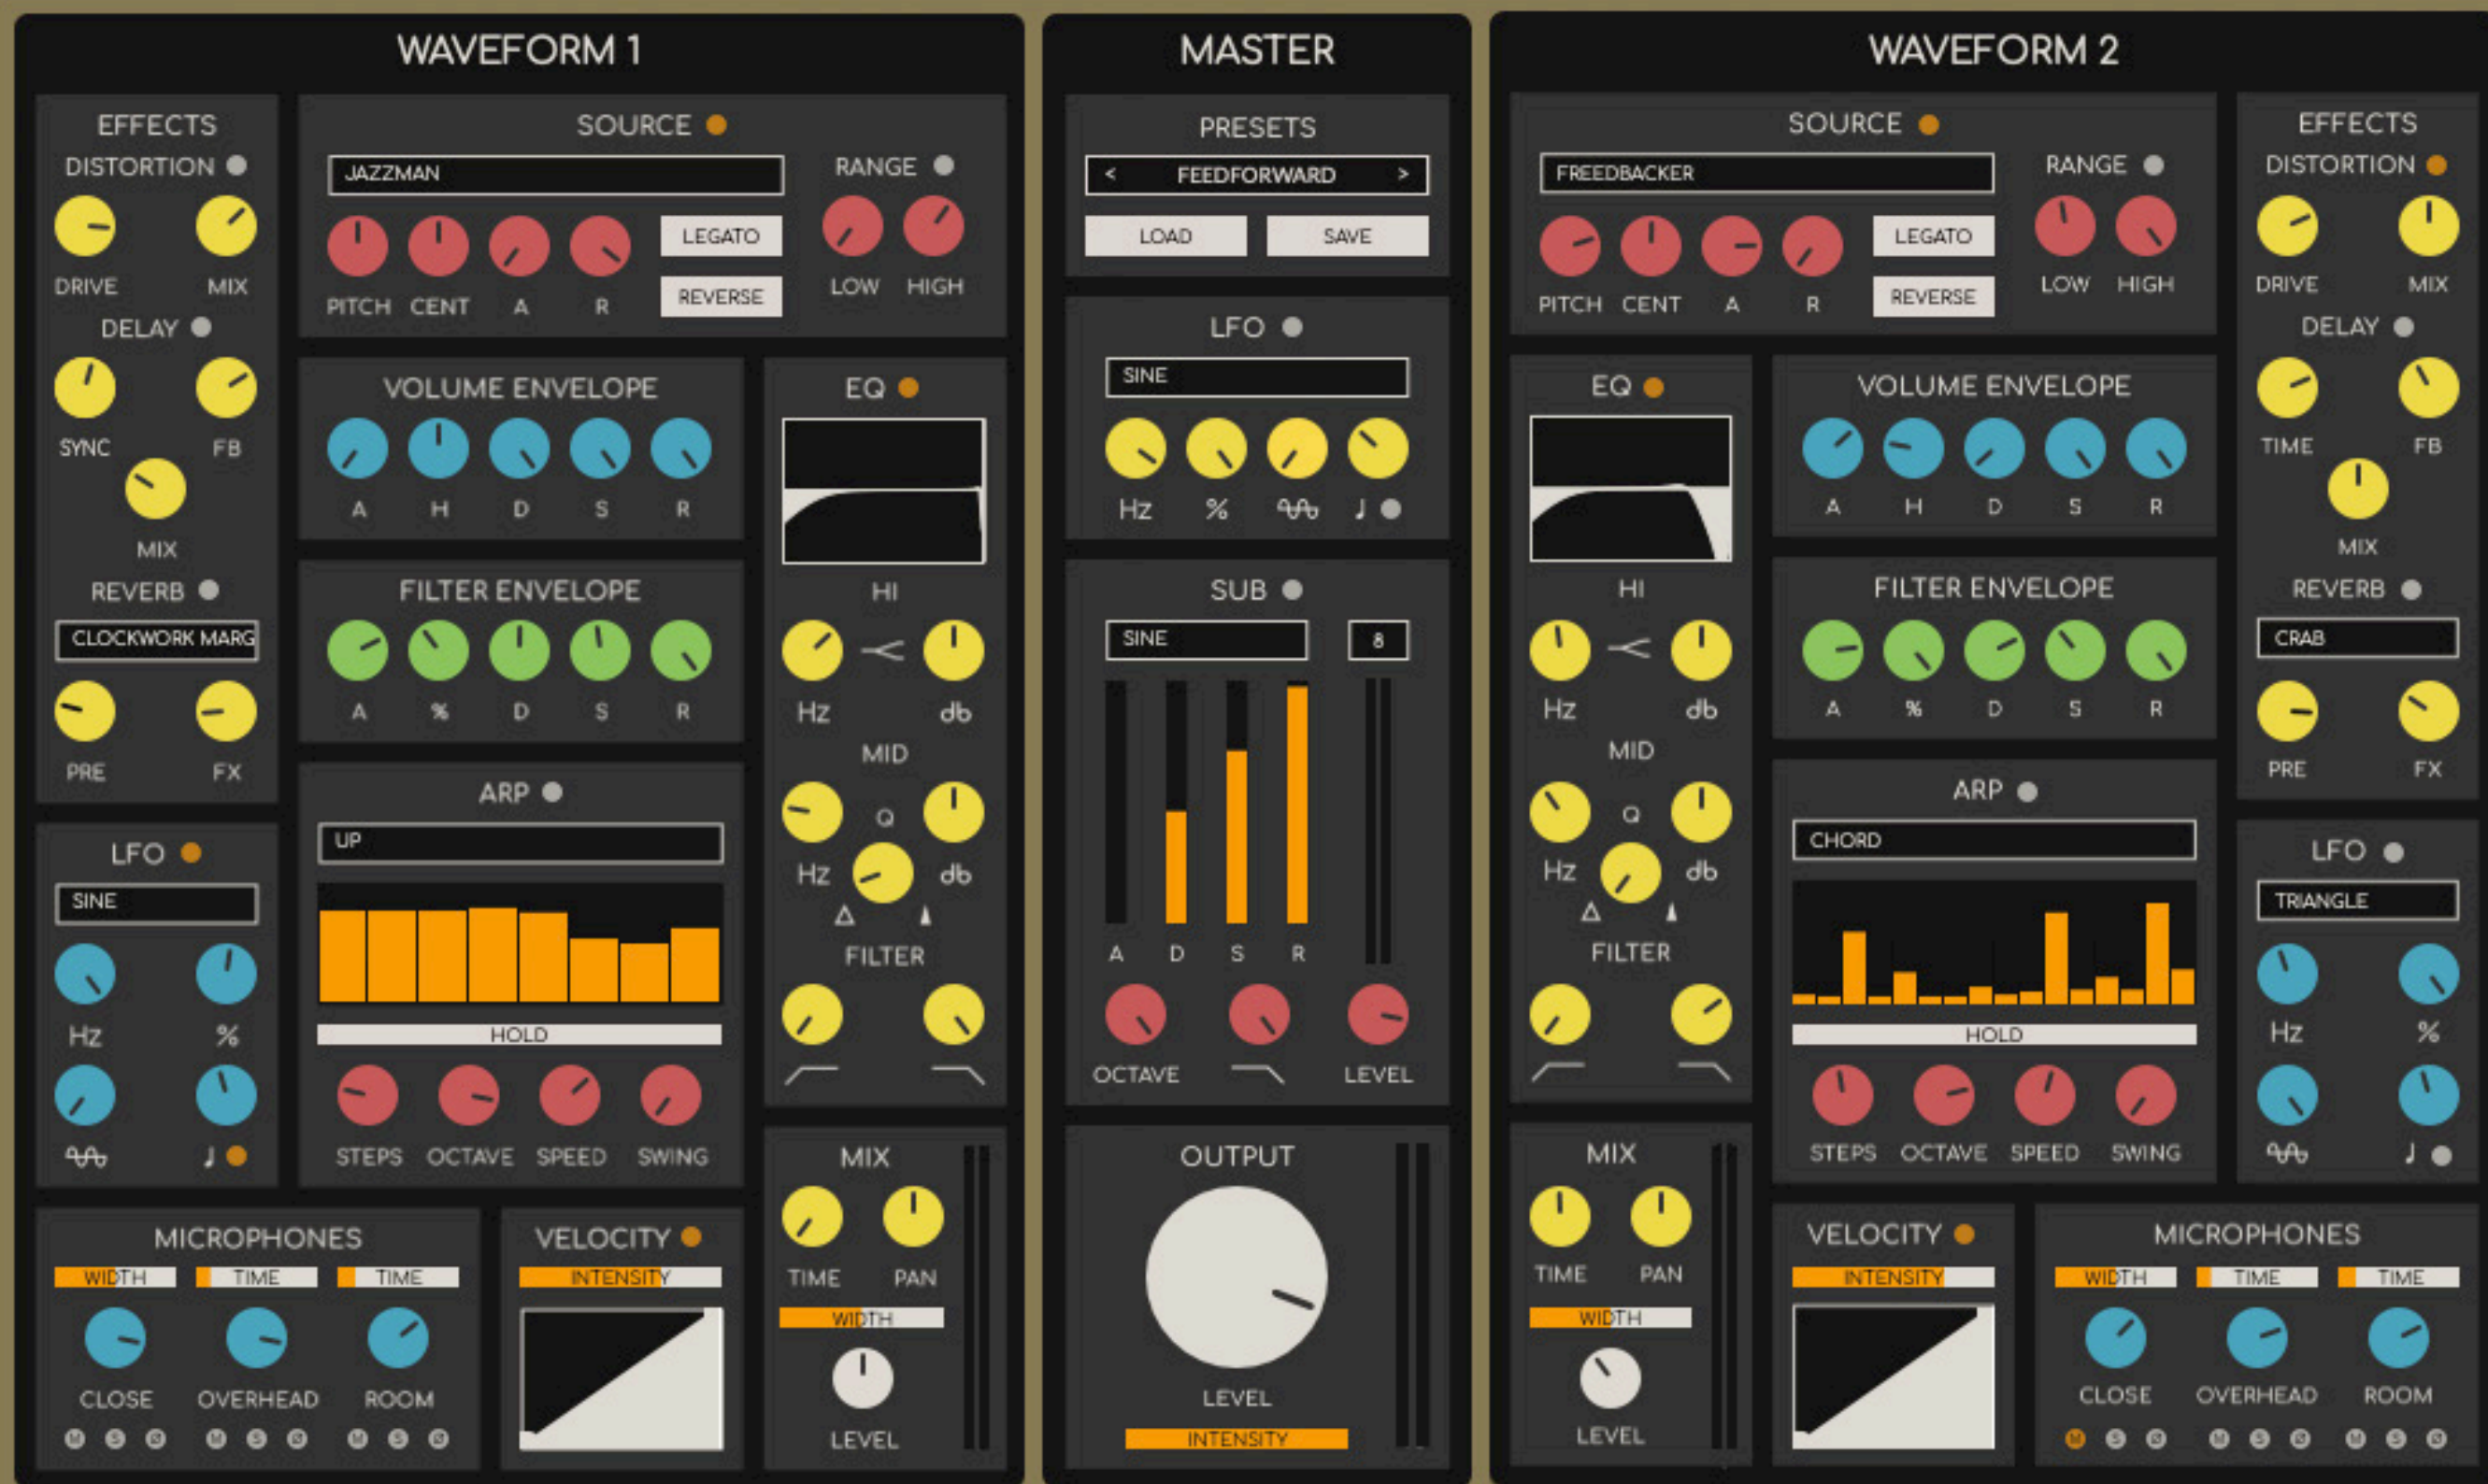 WAVEFORM 1
EFFECTS
DISTORTION
DRIVE MIX
DELAY
SYNC FB
MIX
REVERB
CLOCKWORK MARG
PRE FX
SOURCE
JAZZMAN
PITCH CENT A R
LEGATO
REVERSE
RANGE
LOW HIGH
VOLUME ENVELOPE
A H D S R
FILTER ENVELOPE
A % D S R
EQ
HI
Hz db
MID
Q
Hz db
FILTER
LFO
SINE
Hz %
ARP
UP
HOLD
STEPS OCTAVE SPEED SWING
MICROPHONES
WIDTH TIME TIME
CLOSE OVERHEAD ROOM
M S Ø M S Ø M S Ø
VELOCITY
INTENSITY
MIX
TIME PAN
WIDTH
LEVEL
MASTER
PRESETS
< FEEDFORWARD >
LOAD SAVE
LFO
SINE
Hz % ♩
SUB
SINE 8
A D S R
OCTAVE LEVEL
OUTPUT
LEVEL
INTENSITY
WAVEFORM 2
SOURCE
FREEDBACKER
PITCH CENT A R
LEGATO
REVERSE
RANGE
LOW HIGH
EQ
HI
Hz db
MID
Q
Hz db
FILTER
VOLUME ENVELOPE
A H D S R
FILTER ENVELOPE
A % D S R
ARP
CHORD
HOLD
STEPS OCTAVE SPEED SWING
EFFECTS
DISTORTION
DRIVE MIX
DELAY
TIME FB
MIX
REVERB
CRAB
PRE FX
LFO
TRIANGLE
Hz %
MIX
TIME PAN
WIDTH
LEVEL
VELOCITY
INTENSITY
MICROPHONES
WIDTH TIME TIME
CLOSE OVERHEAD ROOM
M S Ø M S Ø M S Ø